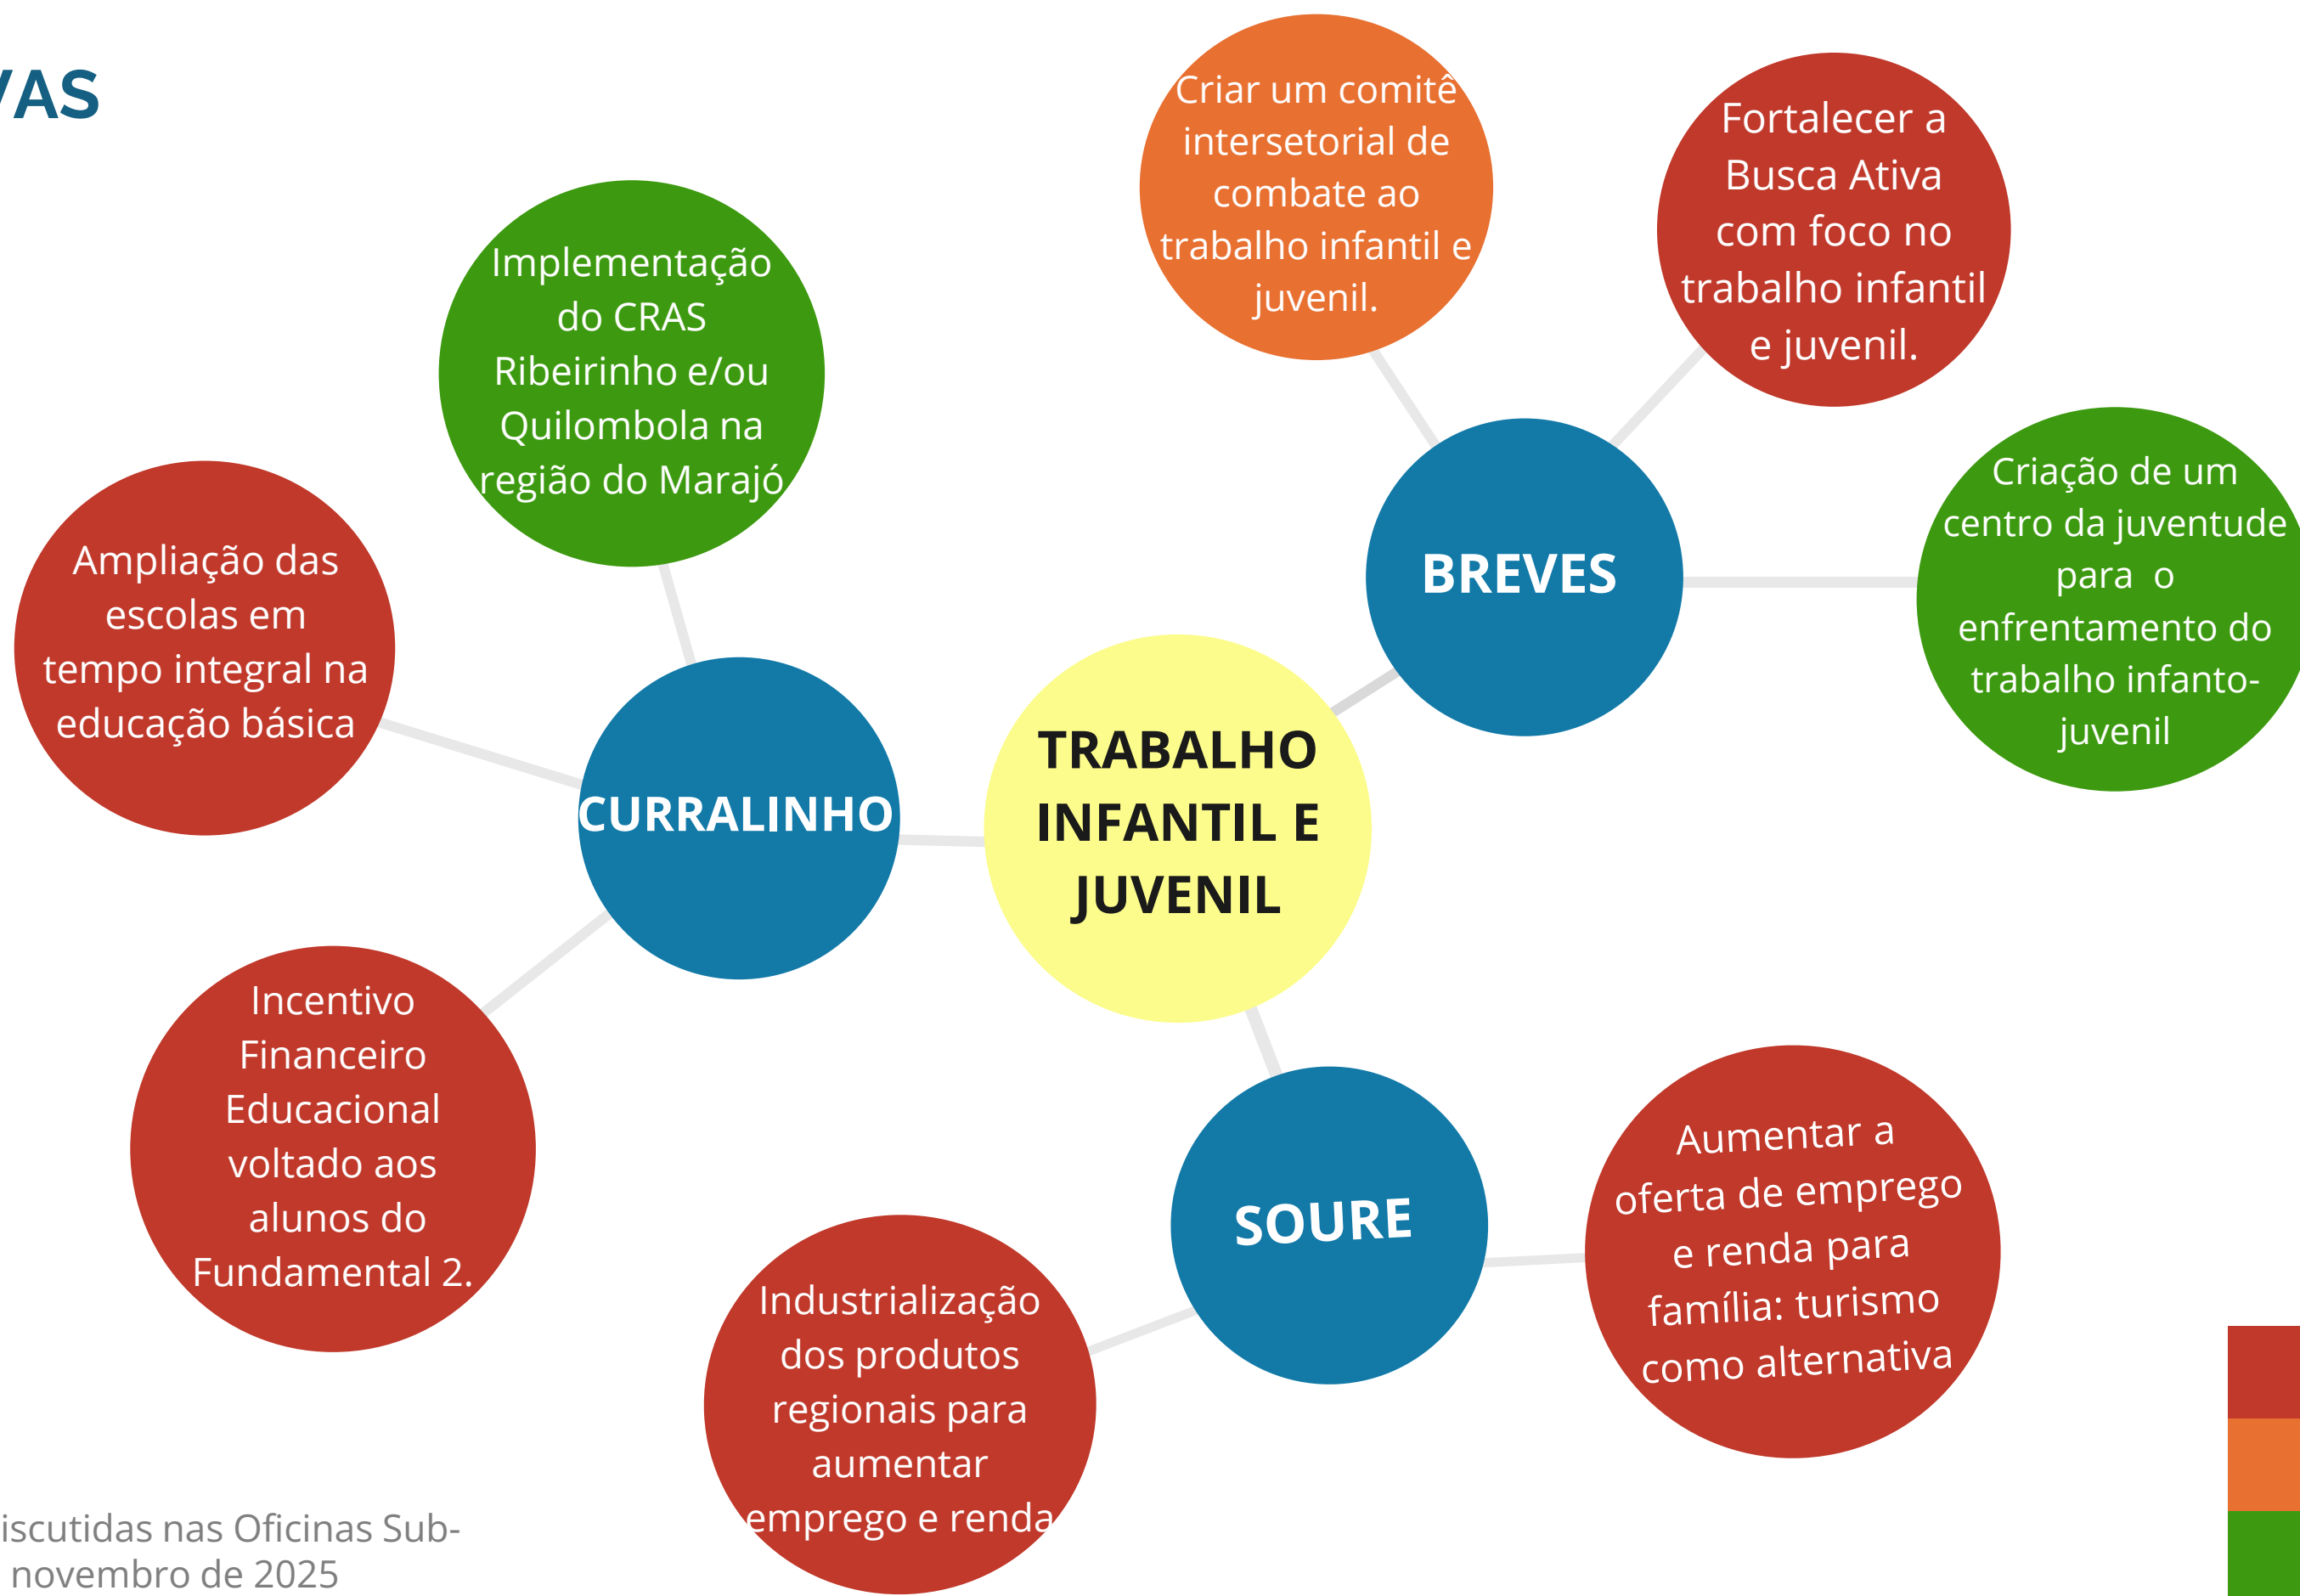 VAS
Criar um comitê
intersetorial de
combate ao
trabalho infantil e
juvenil.
Fortalecer a
Busca Ativa
com foco no
trabalho infantil
e juvenil.
Implementação
do CRAS
Ribeirinho e/ou
Quilombola na
região do Marajó
Criação de um
centro da juventude
para o
enfrentamento do
trabalho infanto-
juvenil
Ampliação das
escolas em
tempo integral na
educação básica
BREVES
CURRALINHO
TRABALHO
INFANTIL E
JUVENIL
Incentivo
Financeiro
Educacional
voltado aos
alunos do
Fundamental 2.
SOURE
Aumentar a
oferta de emprego
e renda para
família: turismo
como alternativa
Industrialização
dos produtos
regionais para
aumentar
emprego e renda
iscutidas nas Oficinas Sub-
novembro de 2025